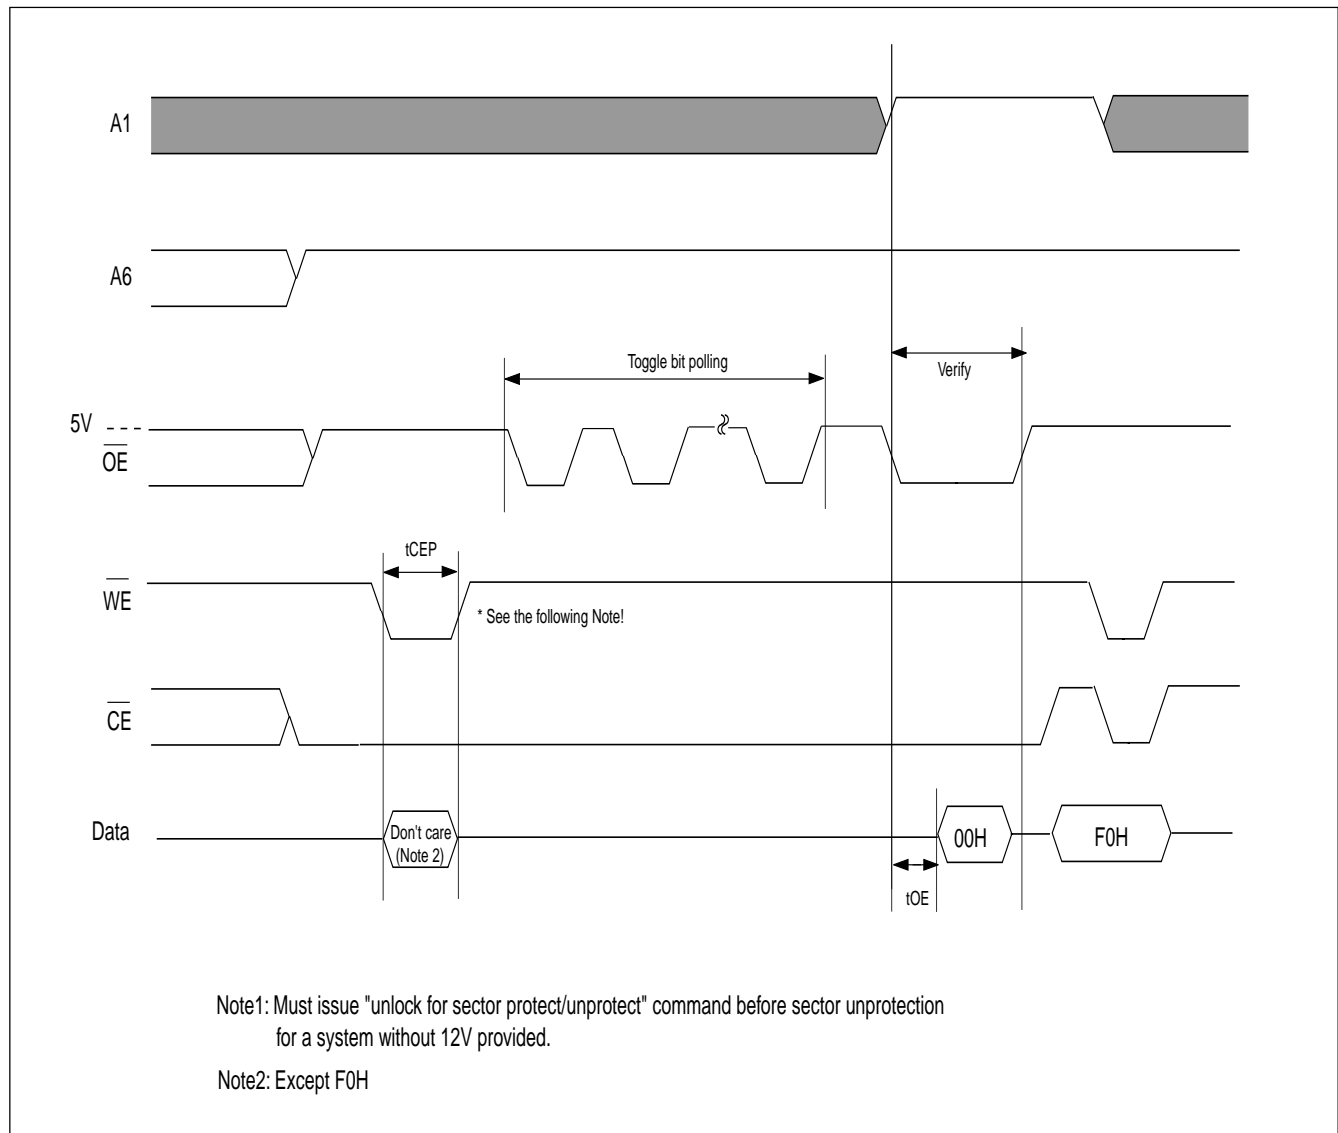 A1
A6
Toggle bit polling
Verify
5V
OE
tCEP
WE
* See the following Note!
CE
Data
Don't care
(Note 2)
00H
F0H
tOE
Note1: Must issue "unlock for sector protect/unprotect" command before sector unprotection
for a system without 12V provided.
Note2: Except F0H